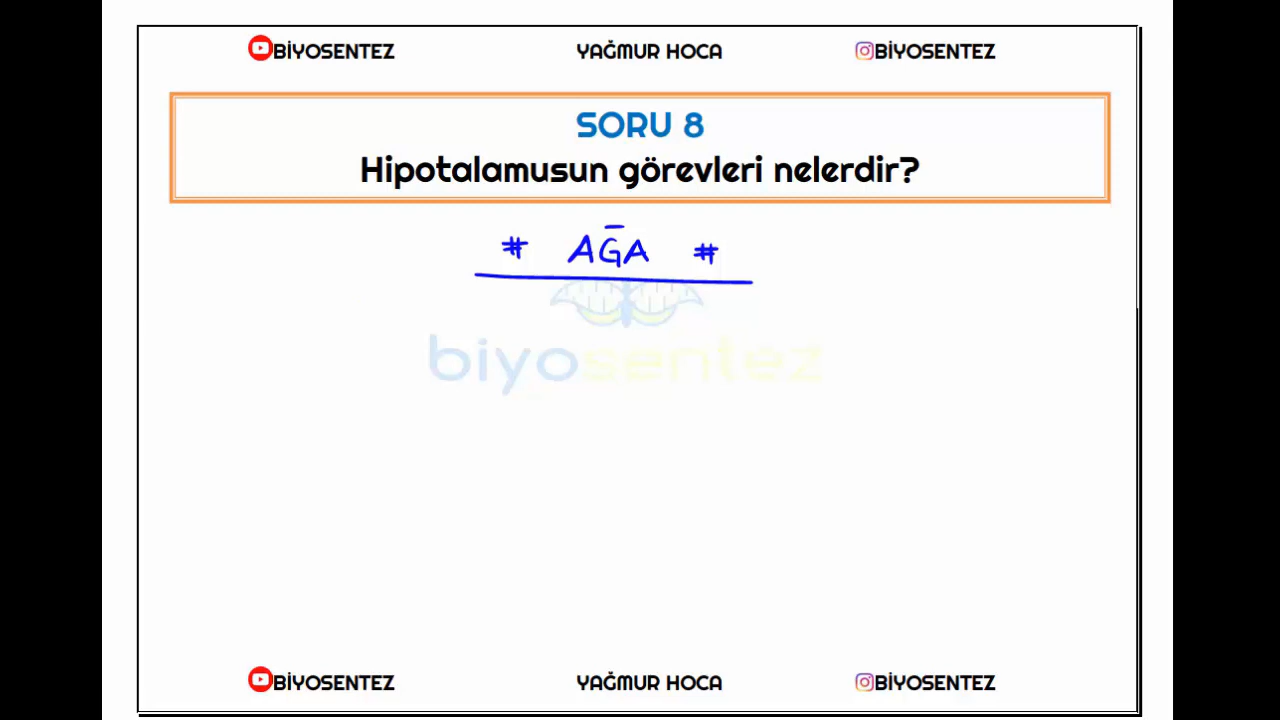 BİYOSENTEZ YAĞMUR HOCA BİYOSENTEZ
SORU 8
Hipotalamusun görevleri nelerdir?
# AĞA #
biyosentez
BİYOSENTEZ YAĞMUR HOCA BİYOSENTEZ